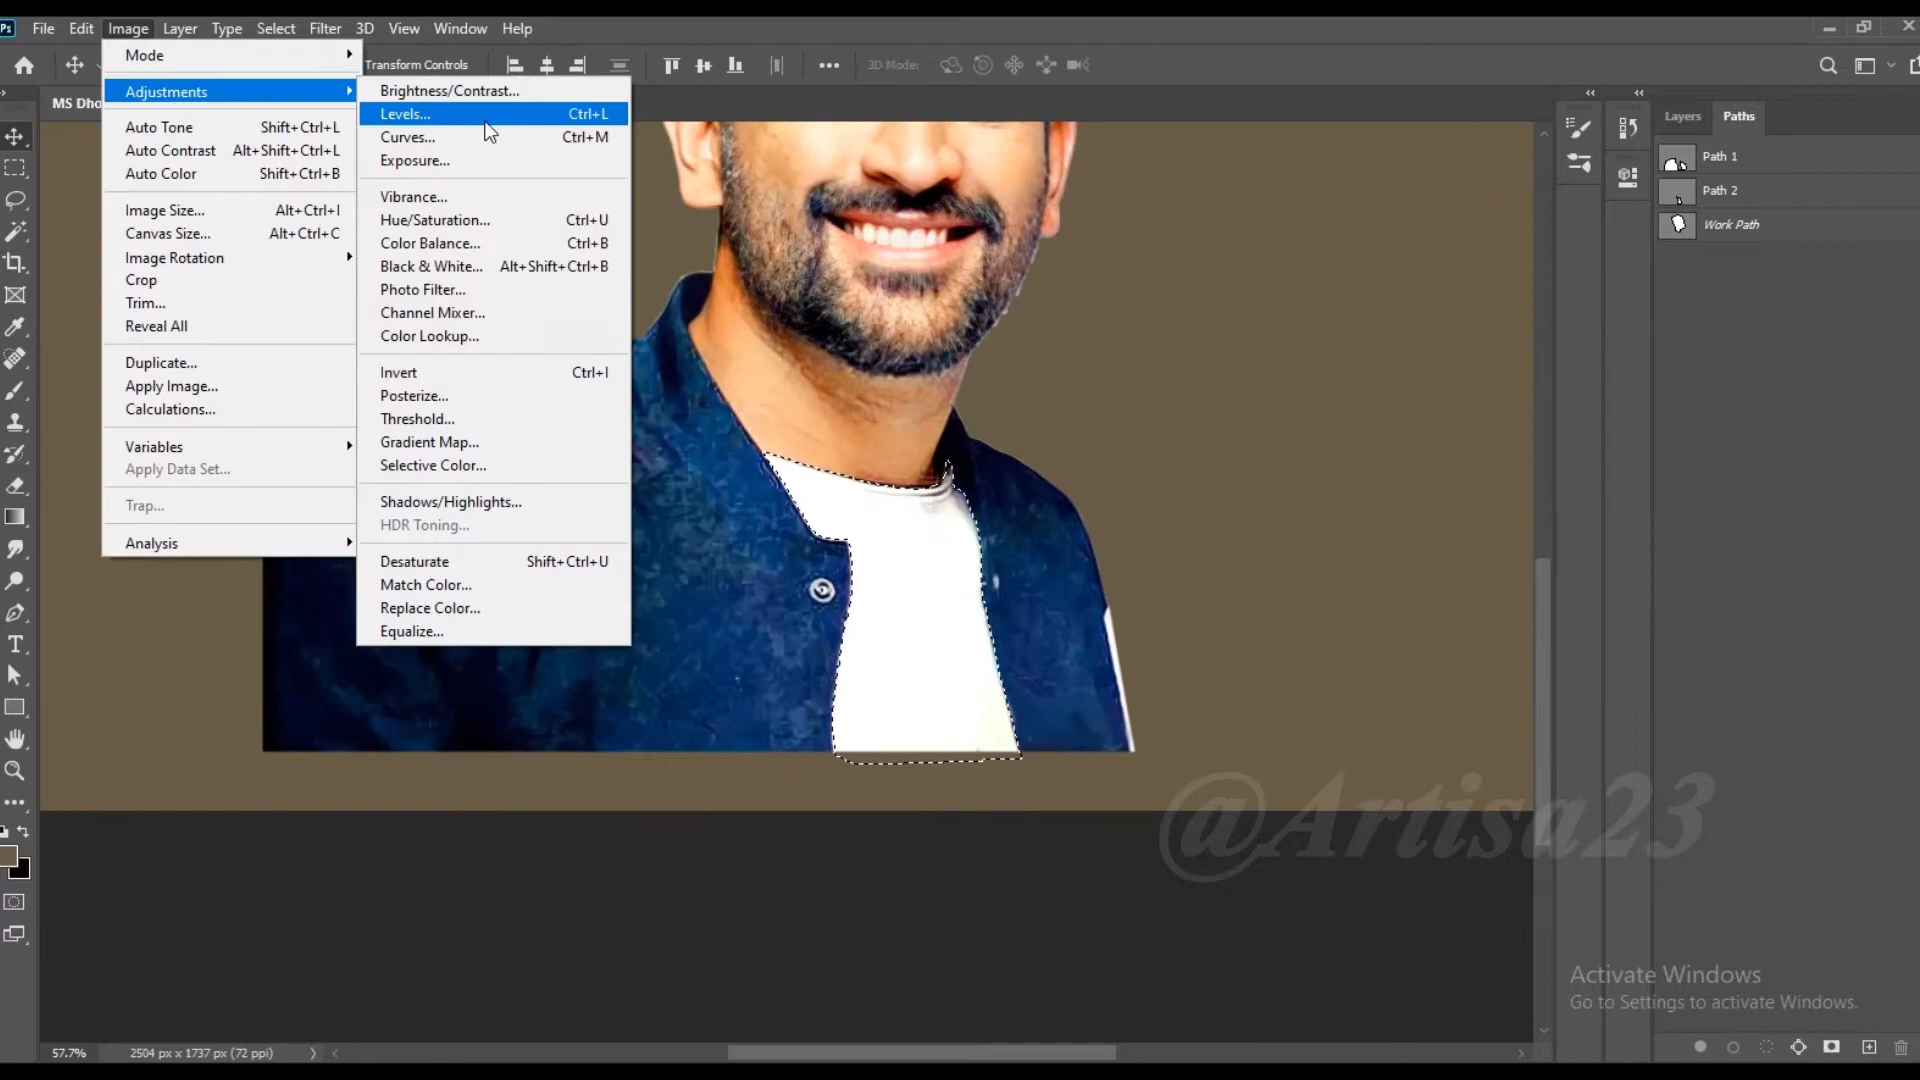 Ps File Edit Image Layer Type Select Filter 3D View Window Help
Transform Controls 3D Mode:
MS Dho
Mode
Adjustments
Auto Tone Shift+Ctrl+L
Auto Contrast Alt+Shift+Ctrl+L
Auto Color Shift+Ctrl+B
Image Size... Alt+Ctrl+I
Canvas Size... Alt+Ctrl+C
Image Rotation
Crop
Trim...
Reveal All
Duplicate...
Apply Image...
Calculations...
Variables
Apply Data Set...
Trap...
Analysis
Brightness/Contrast...
Levels... Ctrl+L
Curves... Ctrl+M
Exposure...
Vibrance...
Hue/Saturation... Ctrl+U
Color Balance... Ctrl+B
Black & White... Alt+Shift+Ctrl+B
Photo Filter...
Channel Mixer...
Color Lookup...
Invert Ctrl+I
Posterize...
Threshold...
Gradient Map...
Selective Color...
Shadows/Highlights...
HDR Toning...
Desaturate Shift+Ctrl+U
Match Color...
Replace Color...
Equalize...
Layers Paths
Path 1
Path 2
Work Path
@Artisa23
Activate Windows
Go to Settings to activate Windows.
57.7% 2504 px x 1737 px (72 ppi)